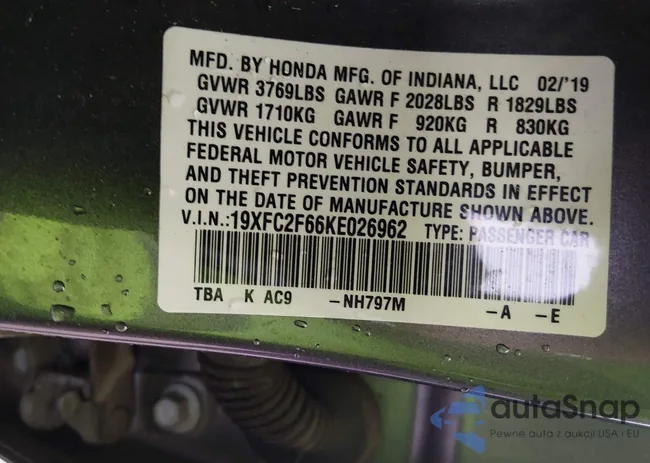 MFD. BY HONDA MFG. OF INDIANA, LLC 02/'19
GVWR 3769LBS GAWR F 2028LBS R 1829LBS
GVWR 1710KG GAWR F 920KG R 830KG
THIS VEHICLE CONFORMS TO ALL APPLICABLE
FEDERAL MOTOR VEHICLE SAFETY, BUMPER,
AND THEFT PREVENTION STANDARDS IN EFFECT
ON THE DATE OF MANUFACTURE SHOWN ABOVE.
V.I.N.:19XFC2F66KE026962 TYPE: PASSENGER CAR
TBA K AC9 -NH797M -A -E
autaSnap
Pewne auta z aukcji USA i EU